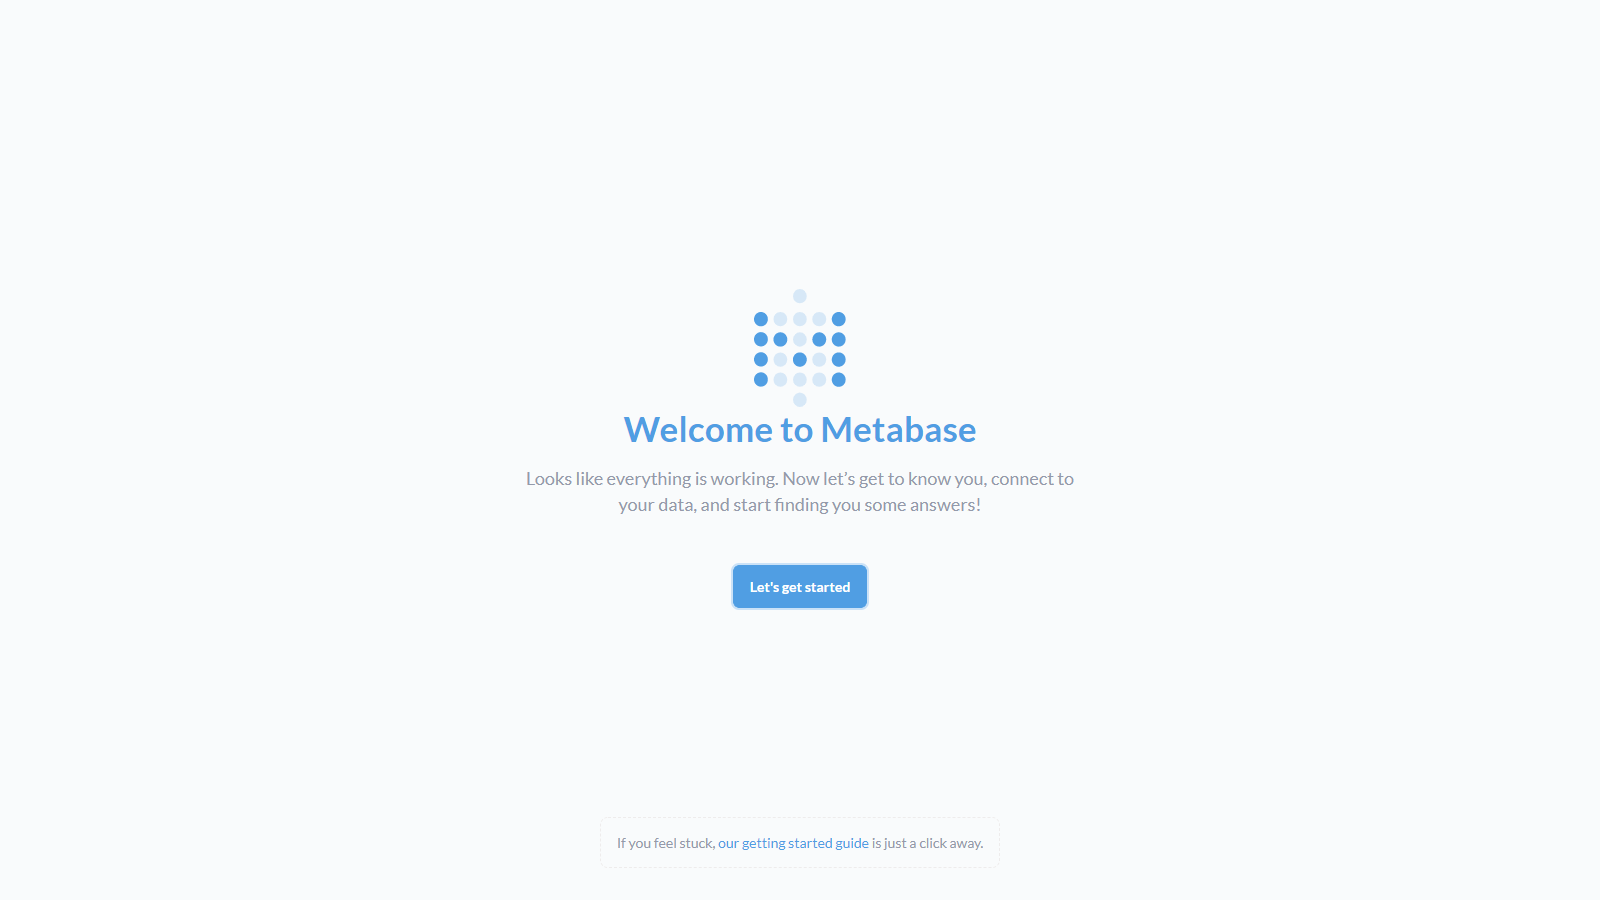 Welcome to Metabase
Looks like everything is working. Now let’s get to know you, connect to
your data, and start finding you some answers!
Let's get started
If you feel stuck, our getting started guide is just a click away.